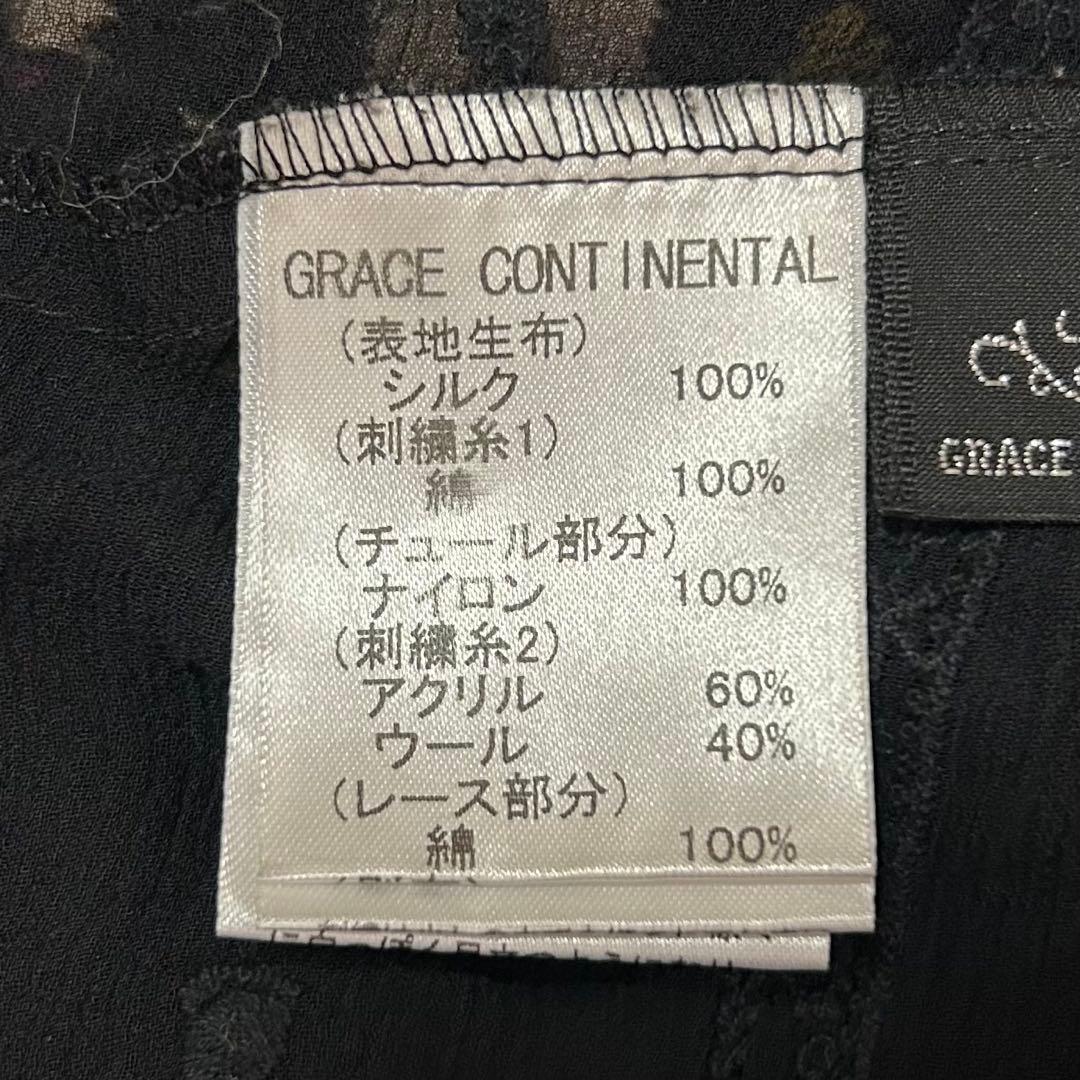 GRACE CONTINENTAL
(表地生布)
シルク 100%
(刺繍糸1)
綿 100%
(チュール部分)
ナイロン 100%
(刺繍糸2)
アクリル 60%
ウール 40%
(レース部分)
綿 100%
GRACE